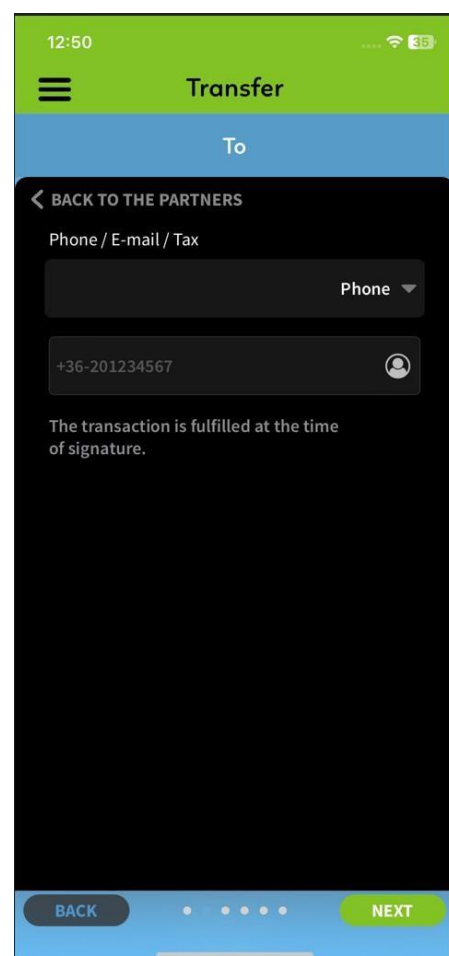 12:50
35
Transfer
To
BACK TO THE PARTNERS
Phone / E-mail / Tax
Phone
+36-201234567
The transaction is fulfilled at the time
of signature.
BACK
NEXT